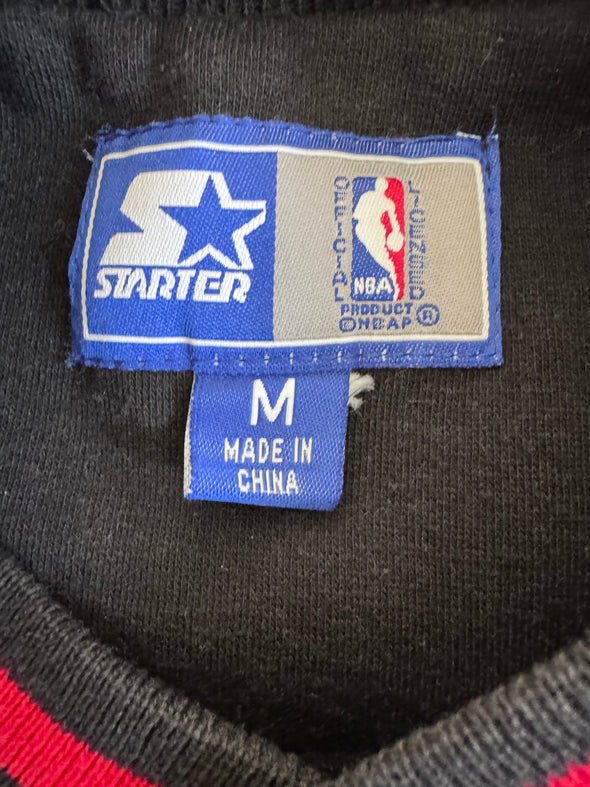 STARTER
OFFICIAL
LICENSED
NBA
PRODUCT
©NBAP ®
M
MADE IN
CHINA